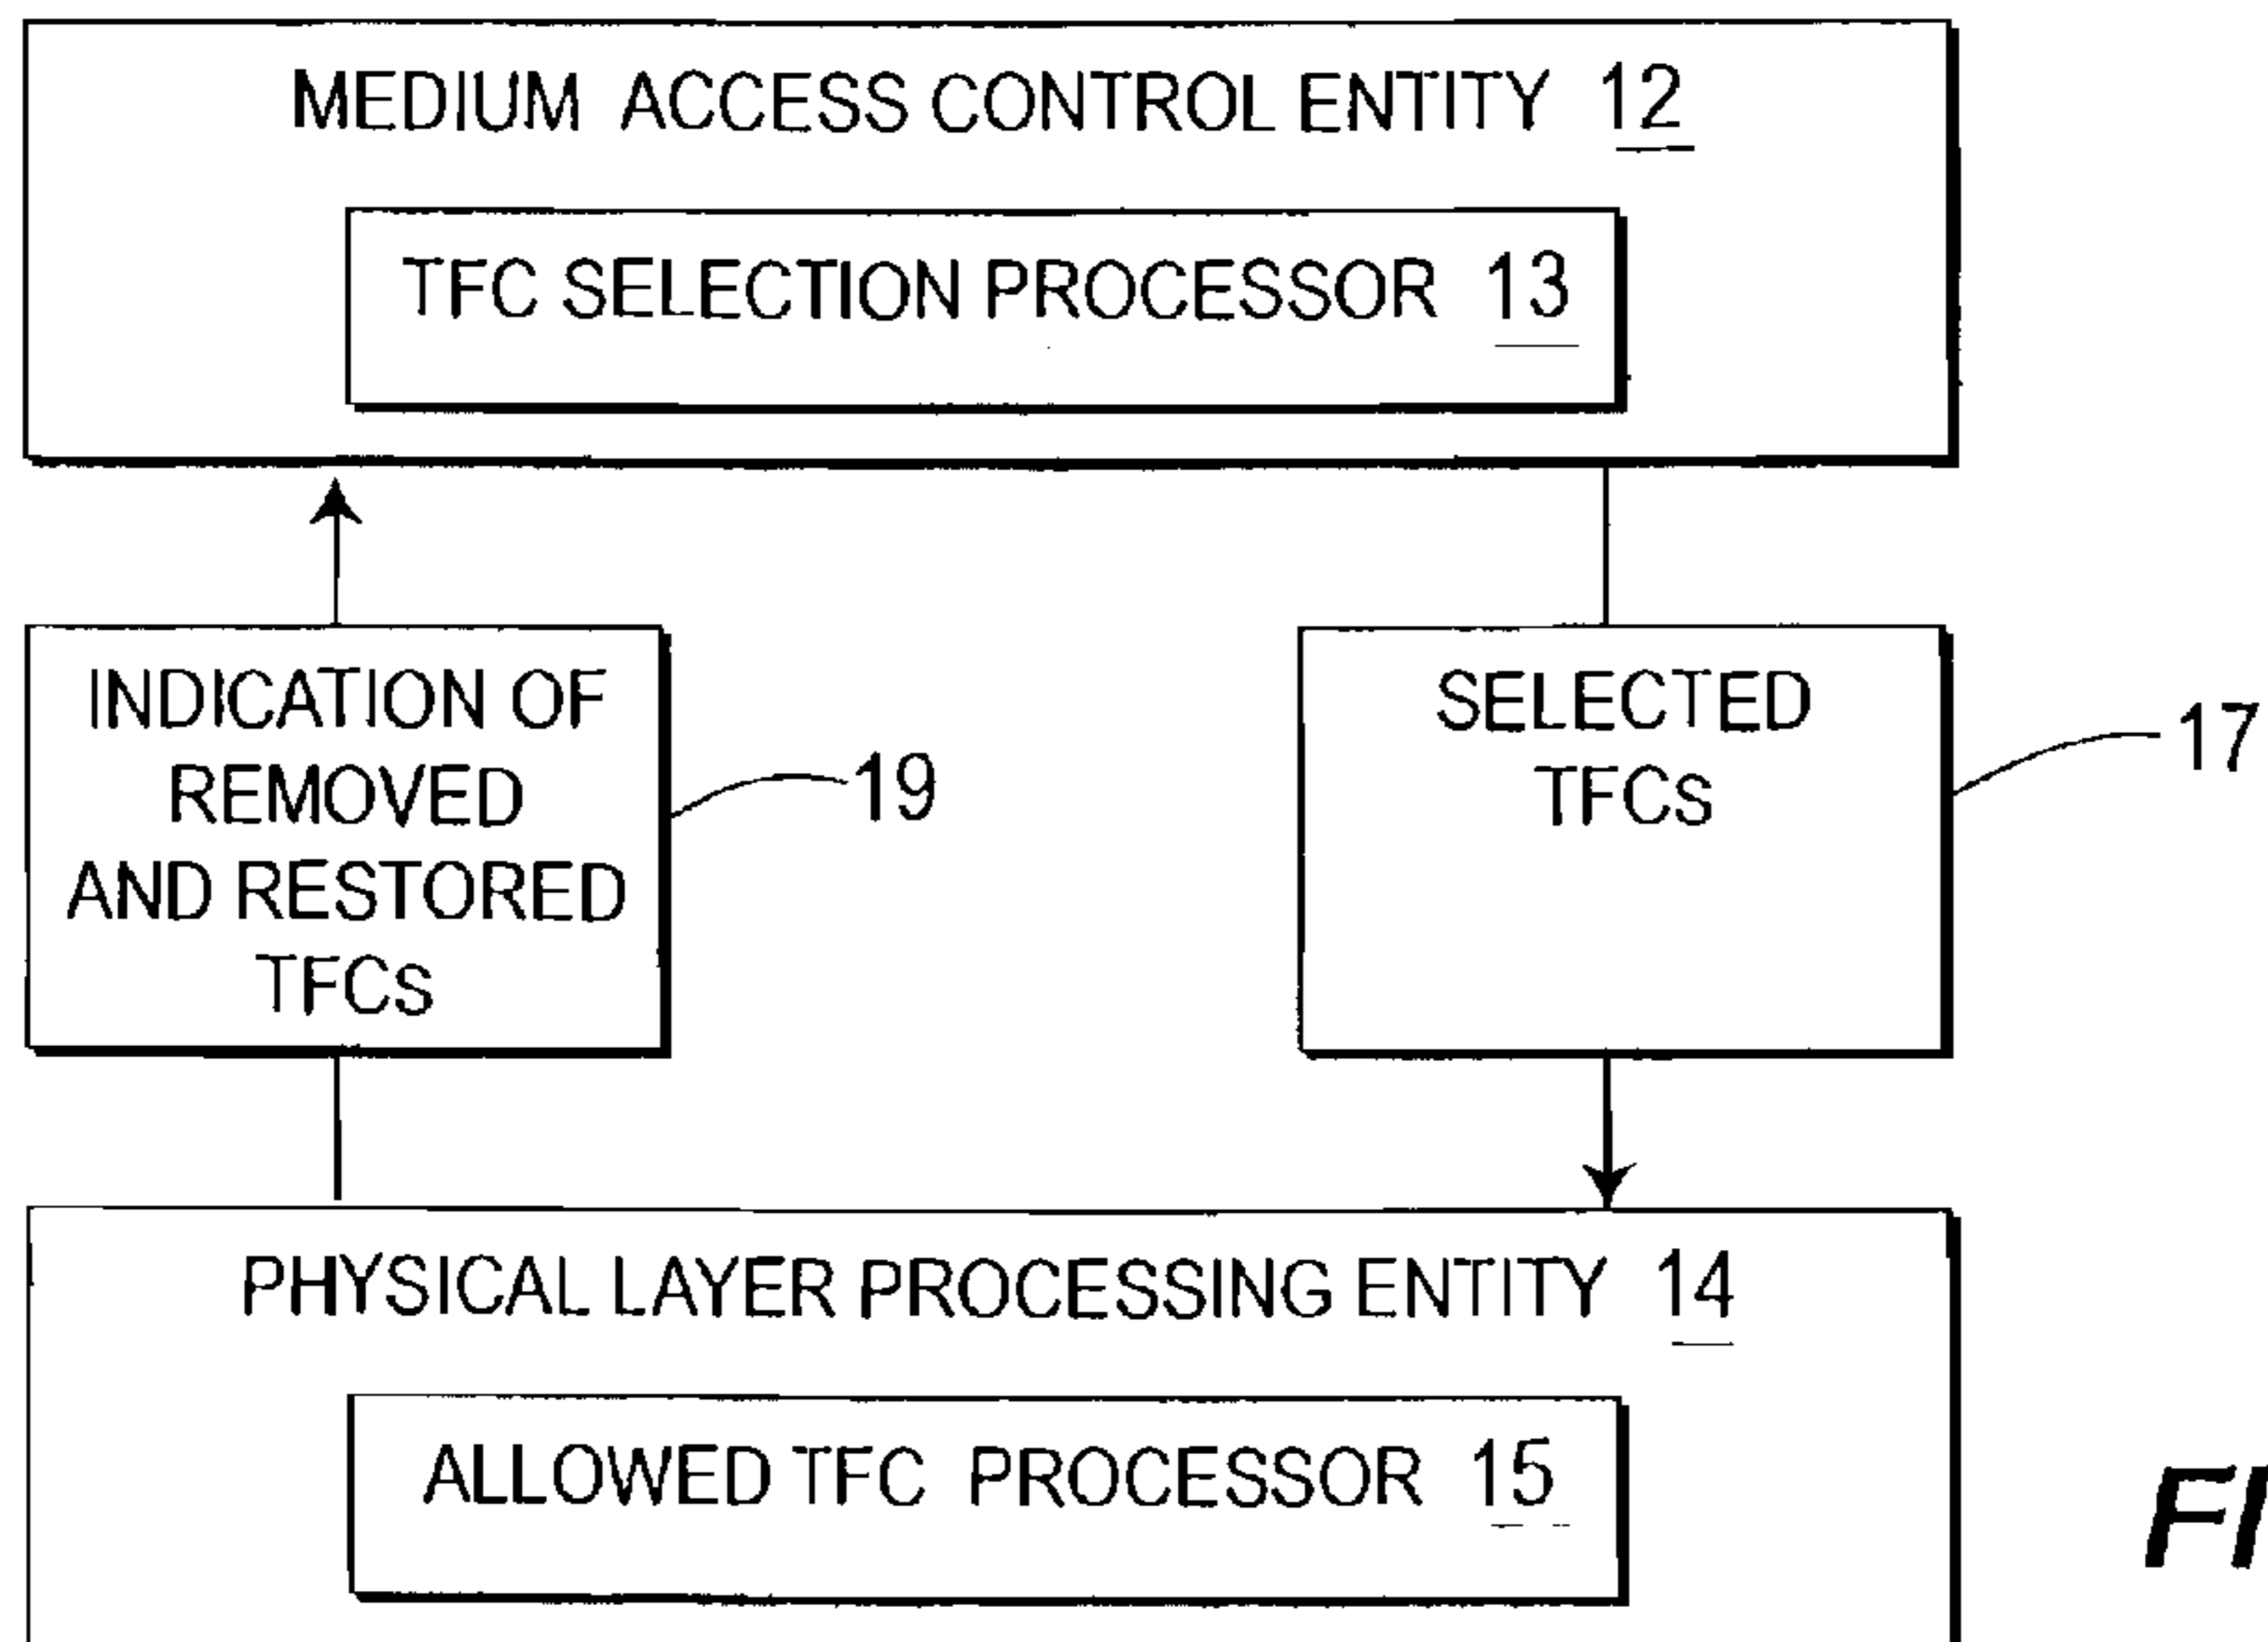 MEDIUM ACCESS CONTROL ENTITY 12
TFC SELECTION PROCESSOR 13
INDICATION OF
REMOVED
AND RESTORED
TFCs
19
SELECTED
TFCs
17
PHYSICAL LAYER PROCESSING ENTITY 14
ALLOWED TFC PROCESSOR 15